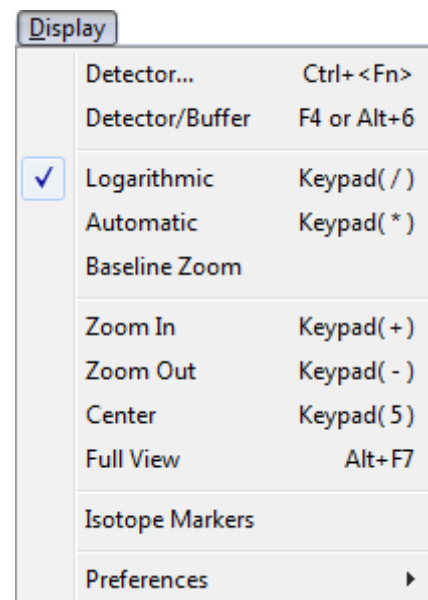 Display
Detector... Ctrl+<Fn>
Detector/Buffer F4 or Alt+6
Logarithmic Keypad( / )
Automatic Keypad( * )
Baseline Zoom
Zoom In Keypad( + )
Zoom Out Keypad( - )
Center Keypad( 5 )
Full View Alt+F7
Isotope Markers
Preferences